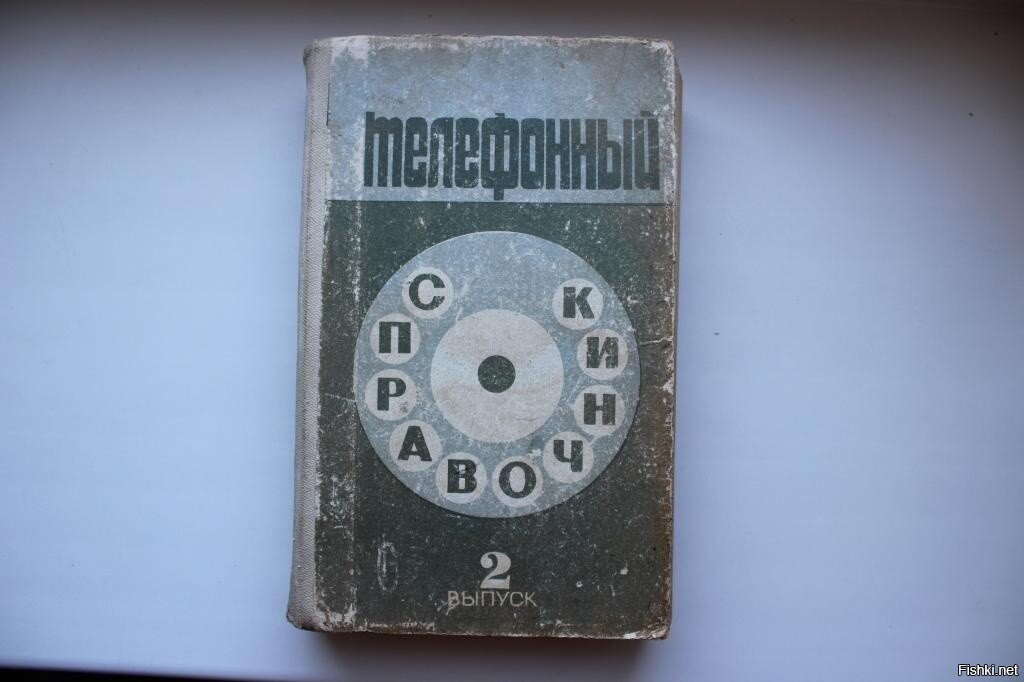 телефонный
СПРАВОЧНИК
2
ВЫПУСК
Fishki.net